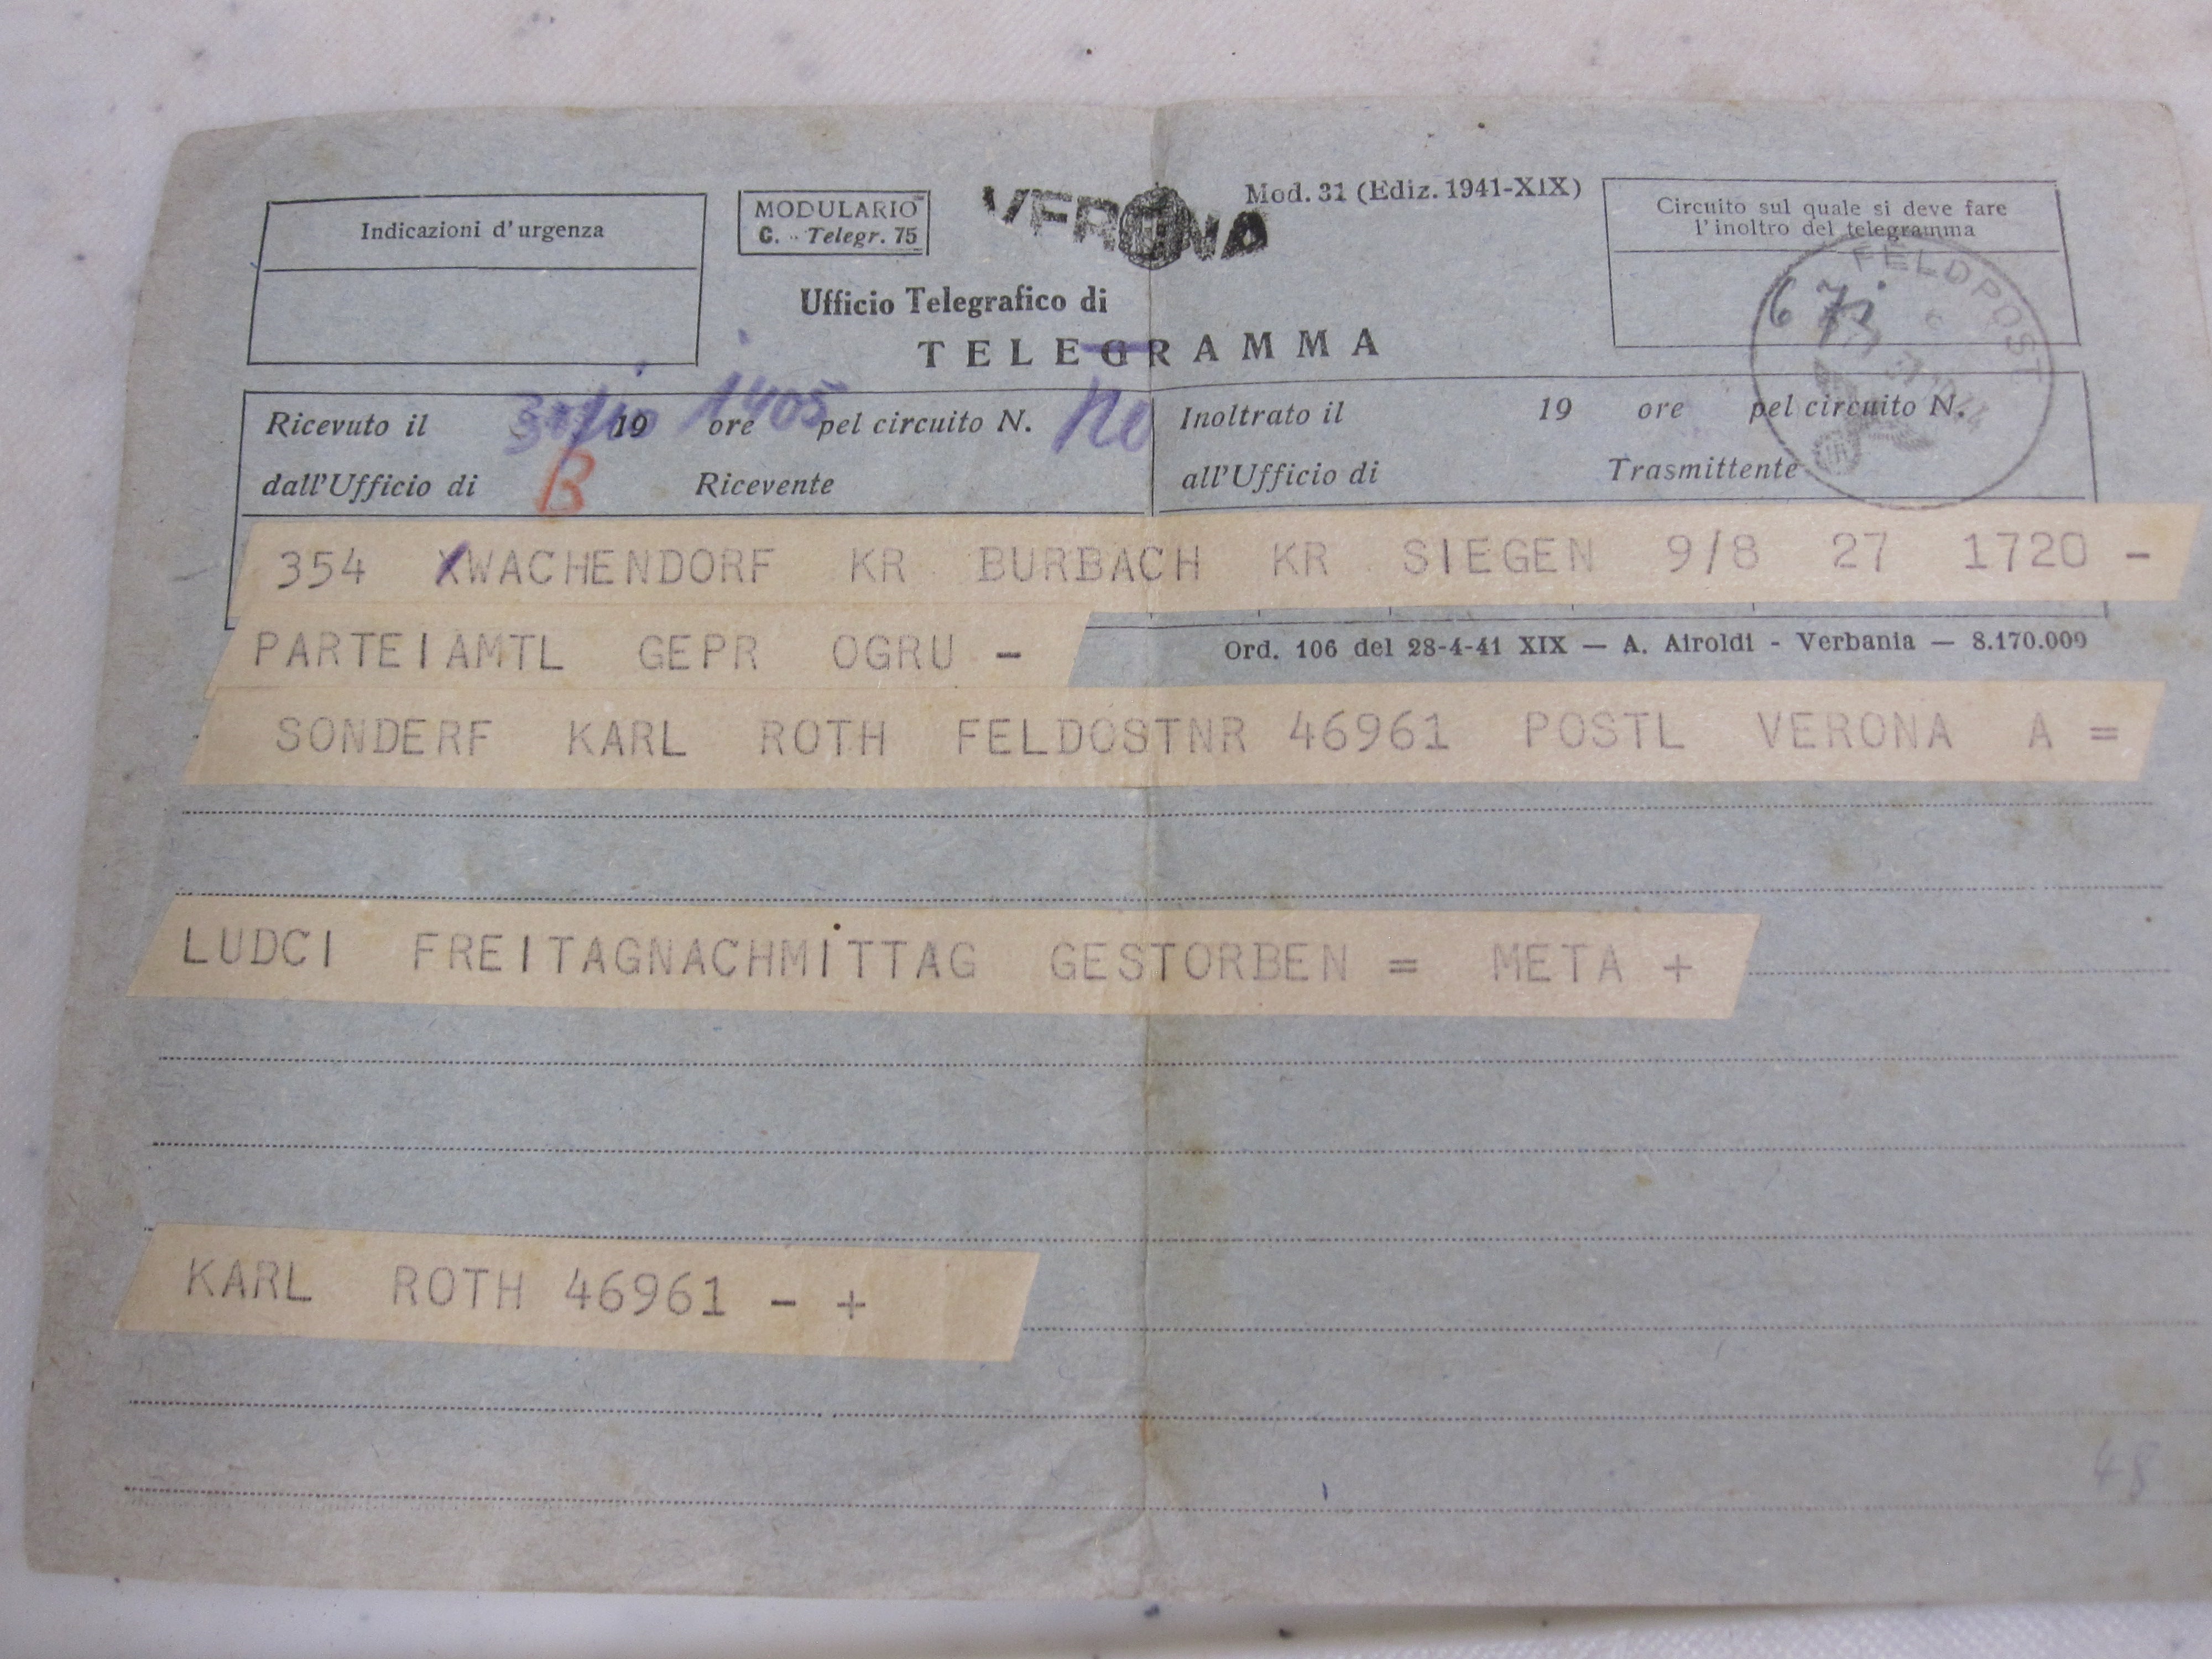 Indicazioni d'urgenza
MODULARIO
C. - Telegr. 75
VERONA
Mod. 31 (Ediz. 1941-XIX)
Circuito sul quale si deve fare
l'inoltro del telegramma
FELDPOST
Ufficio Telegrafico di
TELEGRAMMA
Ricevuto il 19 ore 1405 pel circuito N.
Inoltrato il 19 ore pel circuito N.
dall'Ufficio di B Ricevente
all'Ufficio di Trasmittente
354 XWACHENDORF KR BURBACH KR SIEGEN 9/8 27 1720 -
PARTEIAMTL GEPR OGRU -
Ord. 106 del 28-4-41 XIX — A. Airoldi - Verbania — 8.170.000
SONDERF KARL ROTH FELDOSTNR 46961 POSTL VERONA A =
LUDCI FREITAGNACHMITTAG GESTORBEN = META +
KARL ROTH 46961 - +
48